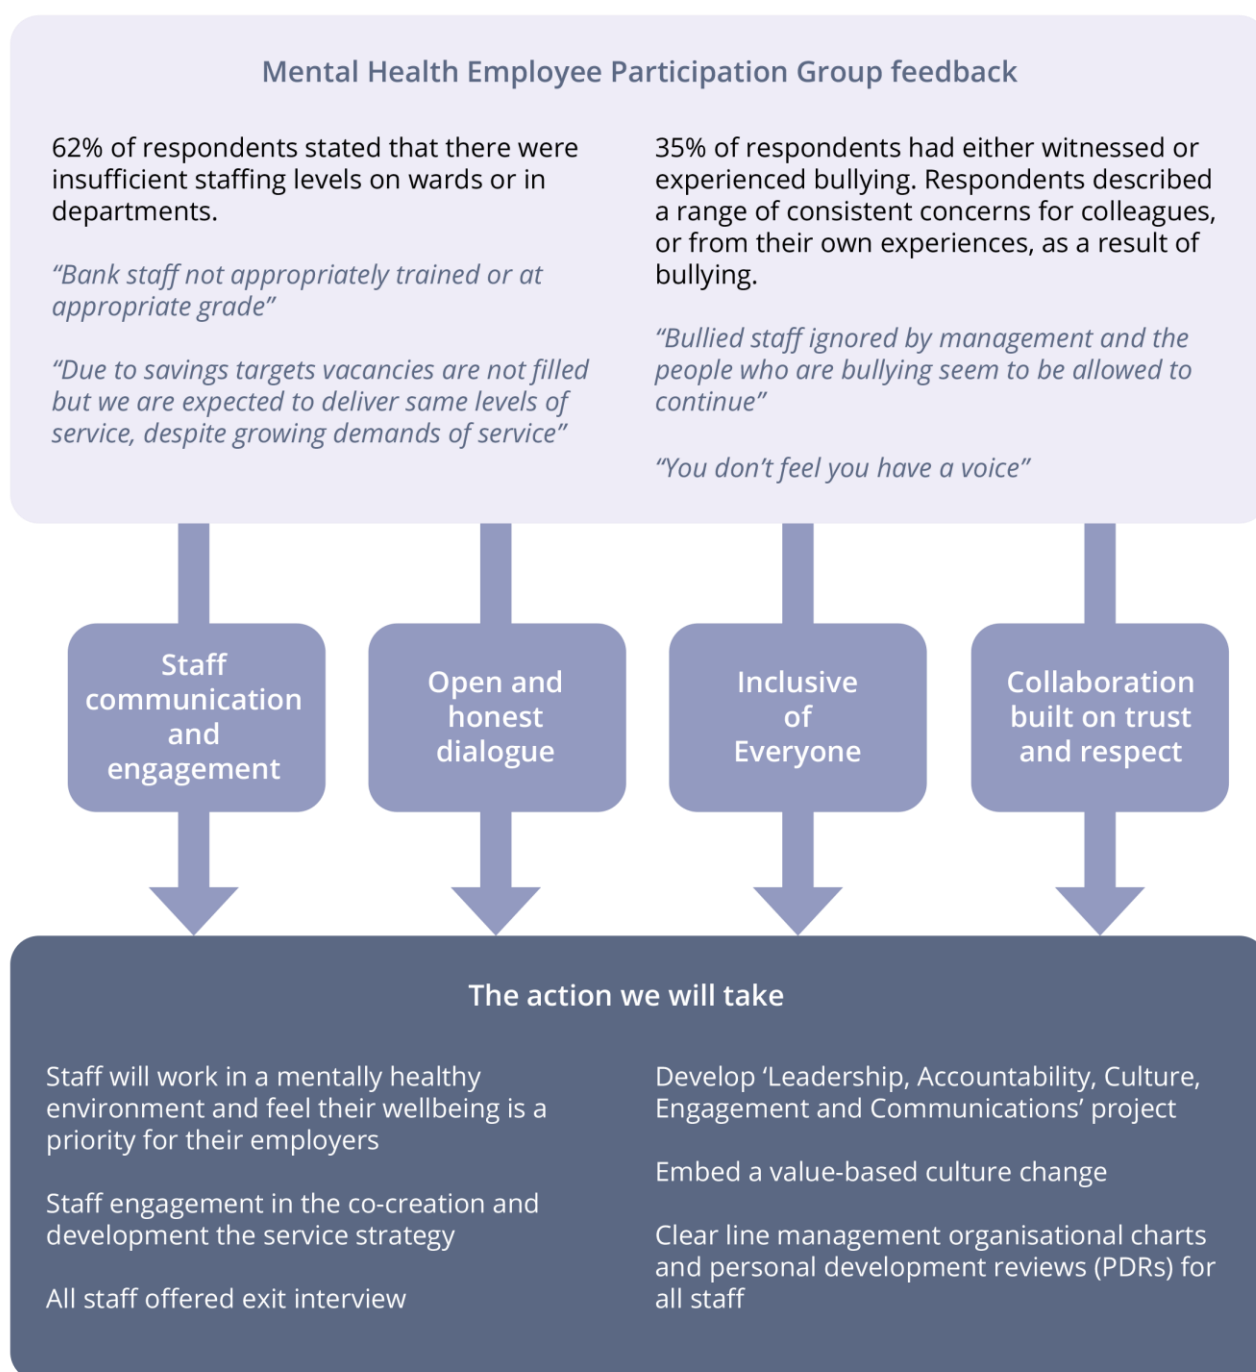 Mental Health Employee Participation Group feedback
62% of respondents stated that there were
insufficient staffing levels on wards or in
departments.
“Bank staff not appropriately trained or at
appropriate grade”
“Due to savings targets vacancies are not filled
but we are expected to deliver same levels of
service, despite growing demands of service”
35% of respondents had either witnessed or
experienced bullying. Respondents described
a range of consistent concerns for colleagues,
or from their own experiences, as a result of
bullying.
“Bullied staff ignored by management and the
people who are bullying seem to be allowed to
continue”
“You don’t feel you have a voice”
Staff
communication
and
engagement
Open and
honest
dialogue
Inclusive
of
Everyone
Collaboration
built on trust
and respect
The action we will take
Staff will work in a mentally healthy
environment and feel their wellbeing is a
priority for their employers
Staff engagement in the co-creation and
development the service strategy
All staff offered exit interview
Develop ‘Leadership, Accountability, Culture,
Engagement and Communications’ project
Embed a value-based culture change
Clear line management organisational charts
and personal development reviews (PDRs) for
all staff